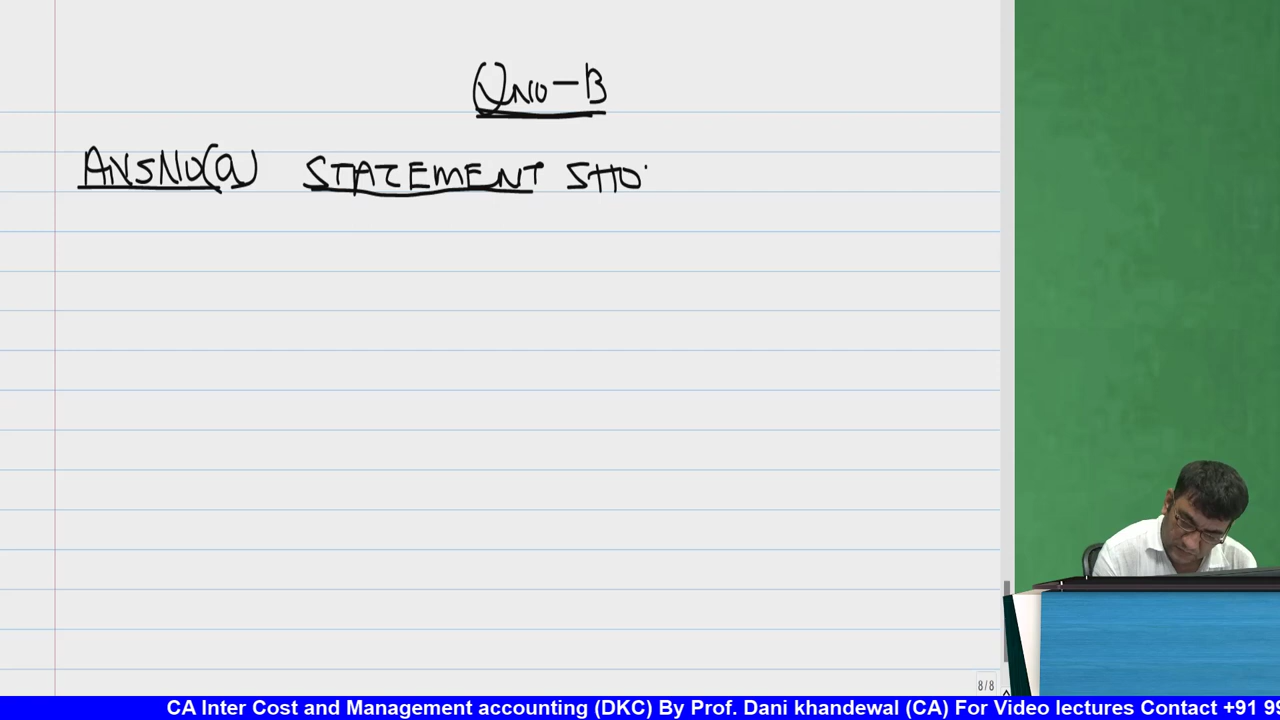 QNO-B
ANSNO(a) STATEMENT SHO
8/8
CA Inter Cost and Management accounting (DKC) By Prof. Dani khandewal (CA) For Video lectures Contact +91 99